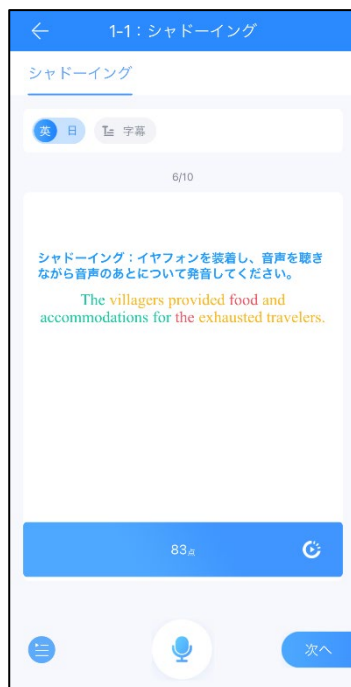 1-1：シャドーイング
シャドーイング
英 日 字幕
6/10
シャドーイング：イヤフォンを装着し、音声を聴き
ながら音声のあとについて発音してください。
The villagers provided food and
accommodations for the exhausted travelers.
83点
次へ